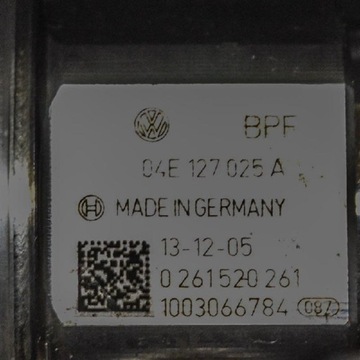 BPF
04E 127 025 A
MADE IN GERMANY
13-12-05
0 261 520 261
1003066784 087